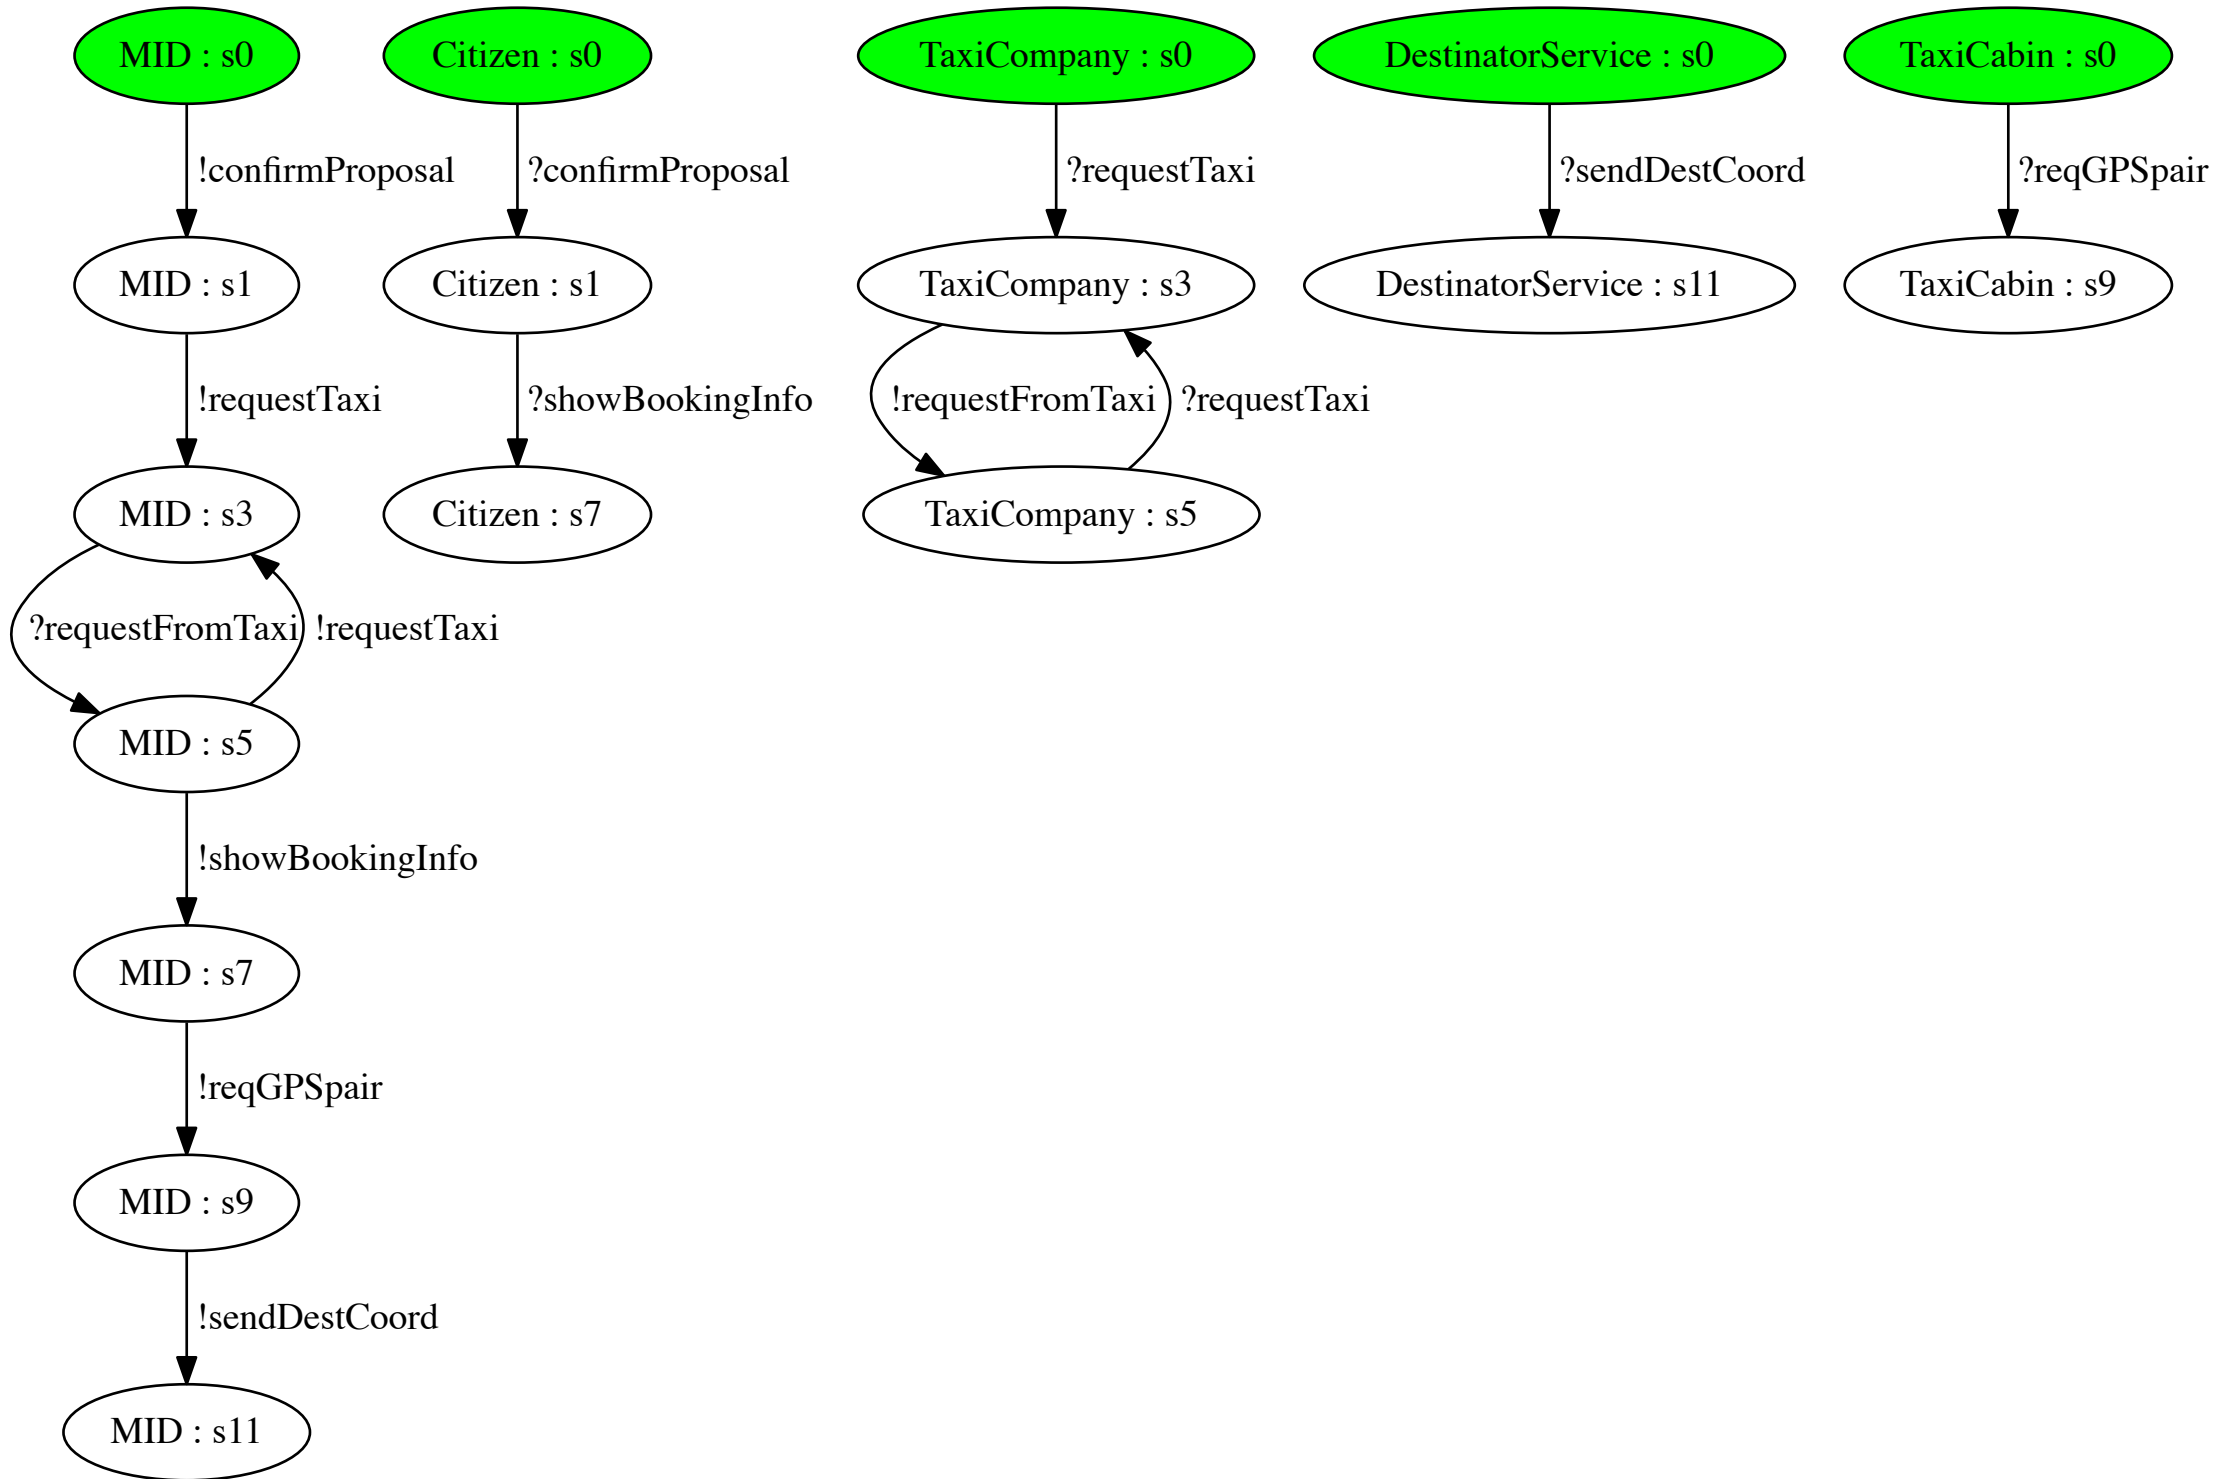 MID : s0
Citizen : s0
TaxiCompany : s0
DestinatorService : s0
TaxiCabin : s0
!confirmProposal
?confirmProposal
?requestTaxi
?sendDestCoord
?reqGPSpair
MID : s1
Citizen : s1
TaxiCompany : s3
DestinatorService : s11
TaxiCabin : s9
!requestTaxi
?showBookingInfo
!requestFromTaxi
?requestTaxi
MID : s3
Citizen : s7
TaxiCompany : s5
?requestFromTaxi
!requestTaxi
MID : s5
!showBookingInfo
MID : s7
!reqGPSpair
MID : s9
!sendDestCoord
MID : s11